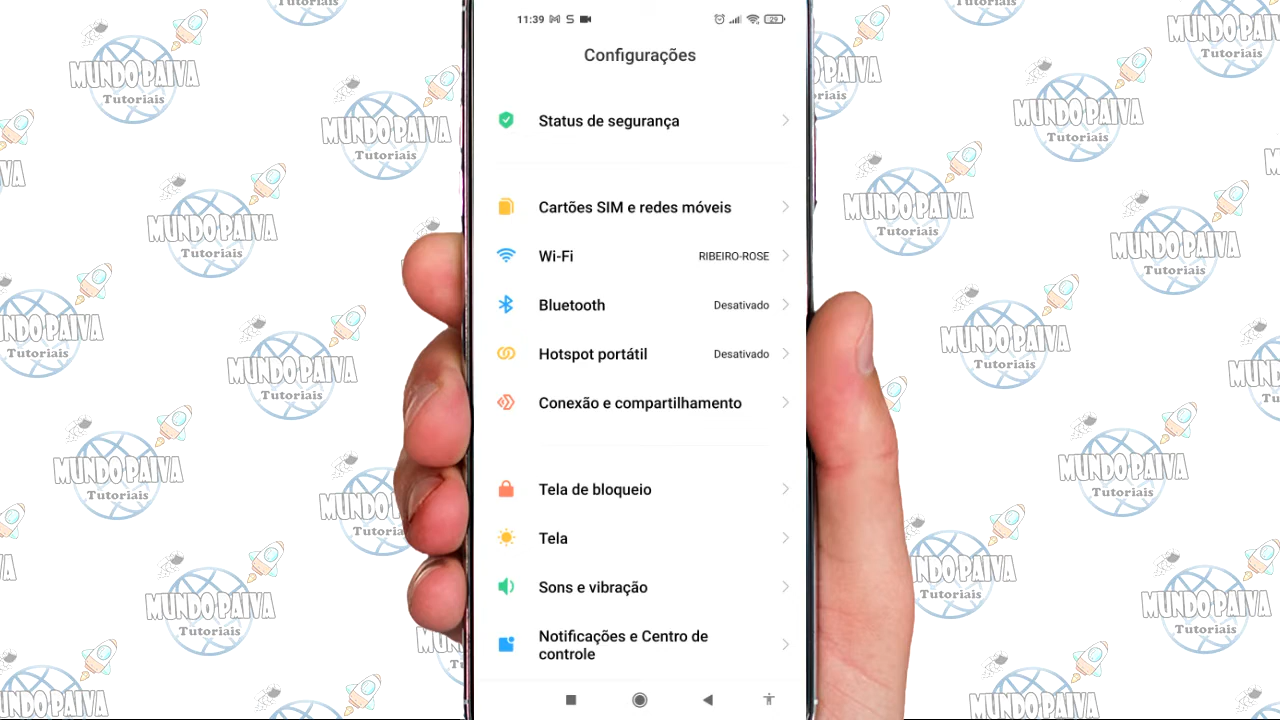 11:39
29
Configurações
Status de segurança
Cartões SIM e redes móveis
Wi-Fi
RIBEIRO-ROSE
Bluetooth
Desativado
Hotspot portátil
Desativado
Conexão e compartilhamento
Tela de bloqueio
Tela
Sons e vibração
Notificações e Centro de
controle
MUNDO PAIVA
Tutoriais